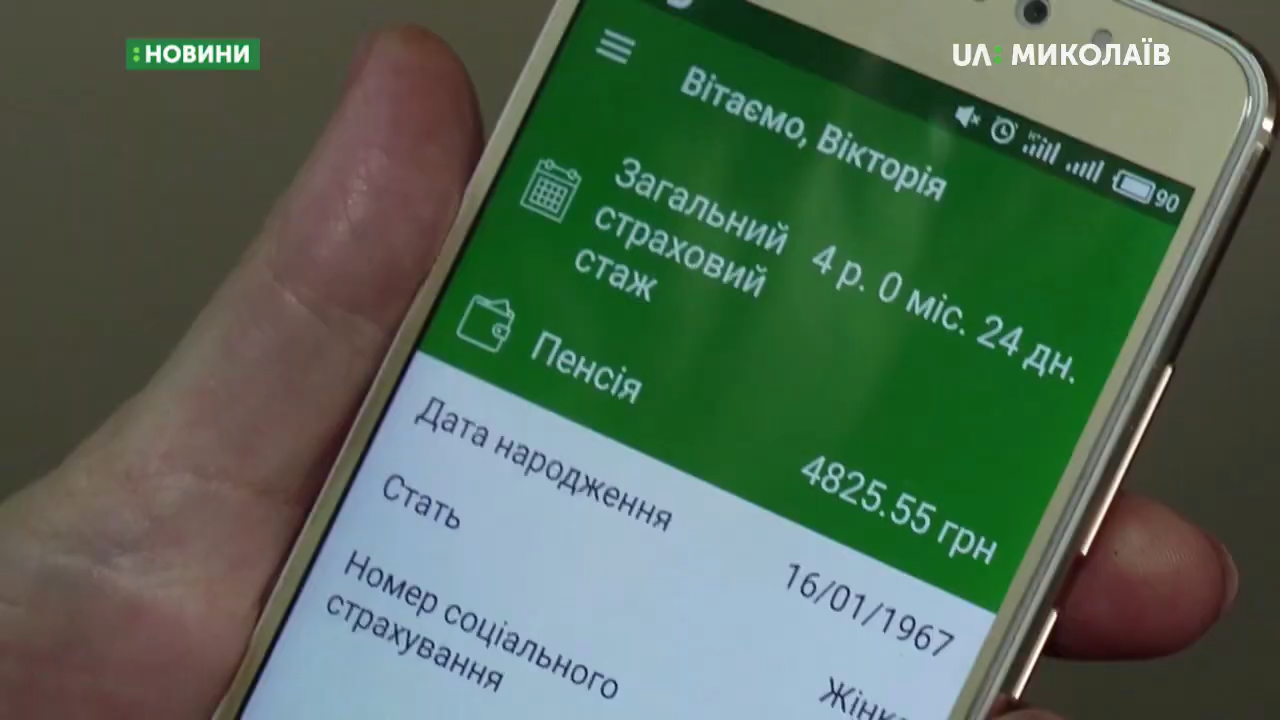 :НОВИНИ
UA: МИКОЛАЇВ
90
Вітаємо, Вікторія
Загальний
страховий
стаж
4 р. 0 міс. 24 дн.
Пенсія
4825.55 грн
Дата народження
16/01/1967
Стать
Номер соціального
страхування